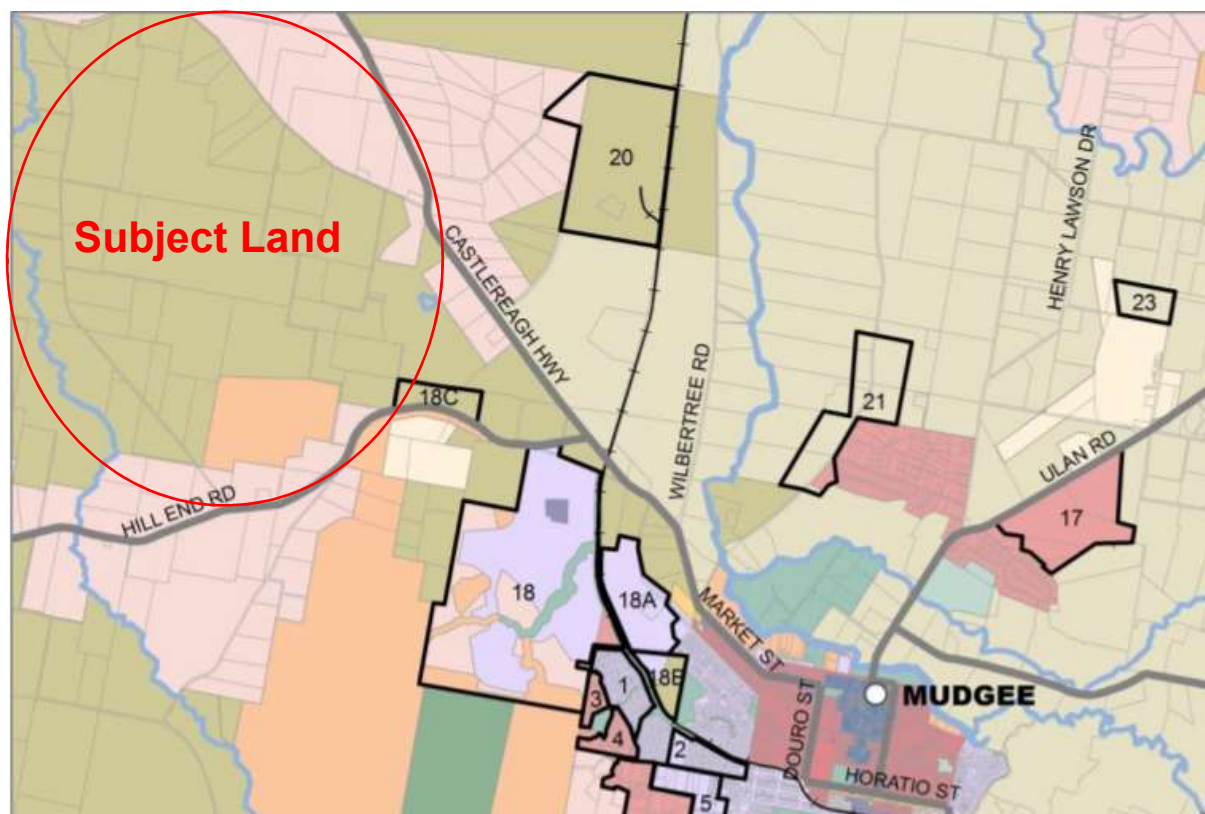 Subject Land
20
CASTLEREAGH HWY
WILBERTREE RD
HENRY LAWSON DR
23
21
18C
ULAN RD
17
HILL END RD
18
18A
MARKET ST
18B
1
3
4
2
MUDGEE
DOURO ST
HORATIO ST
5